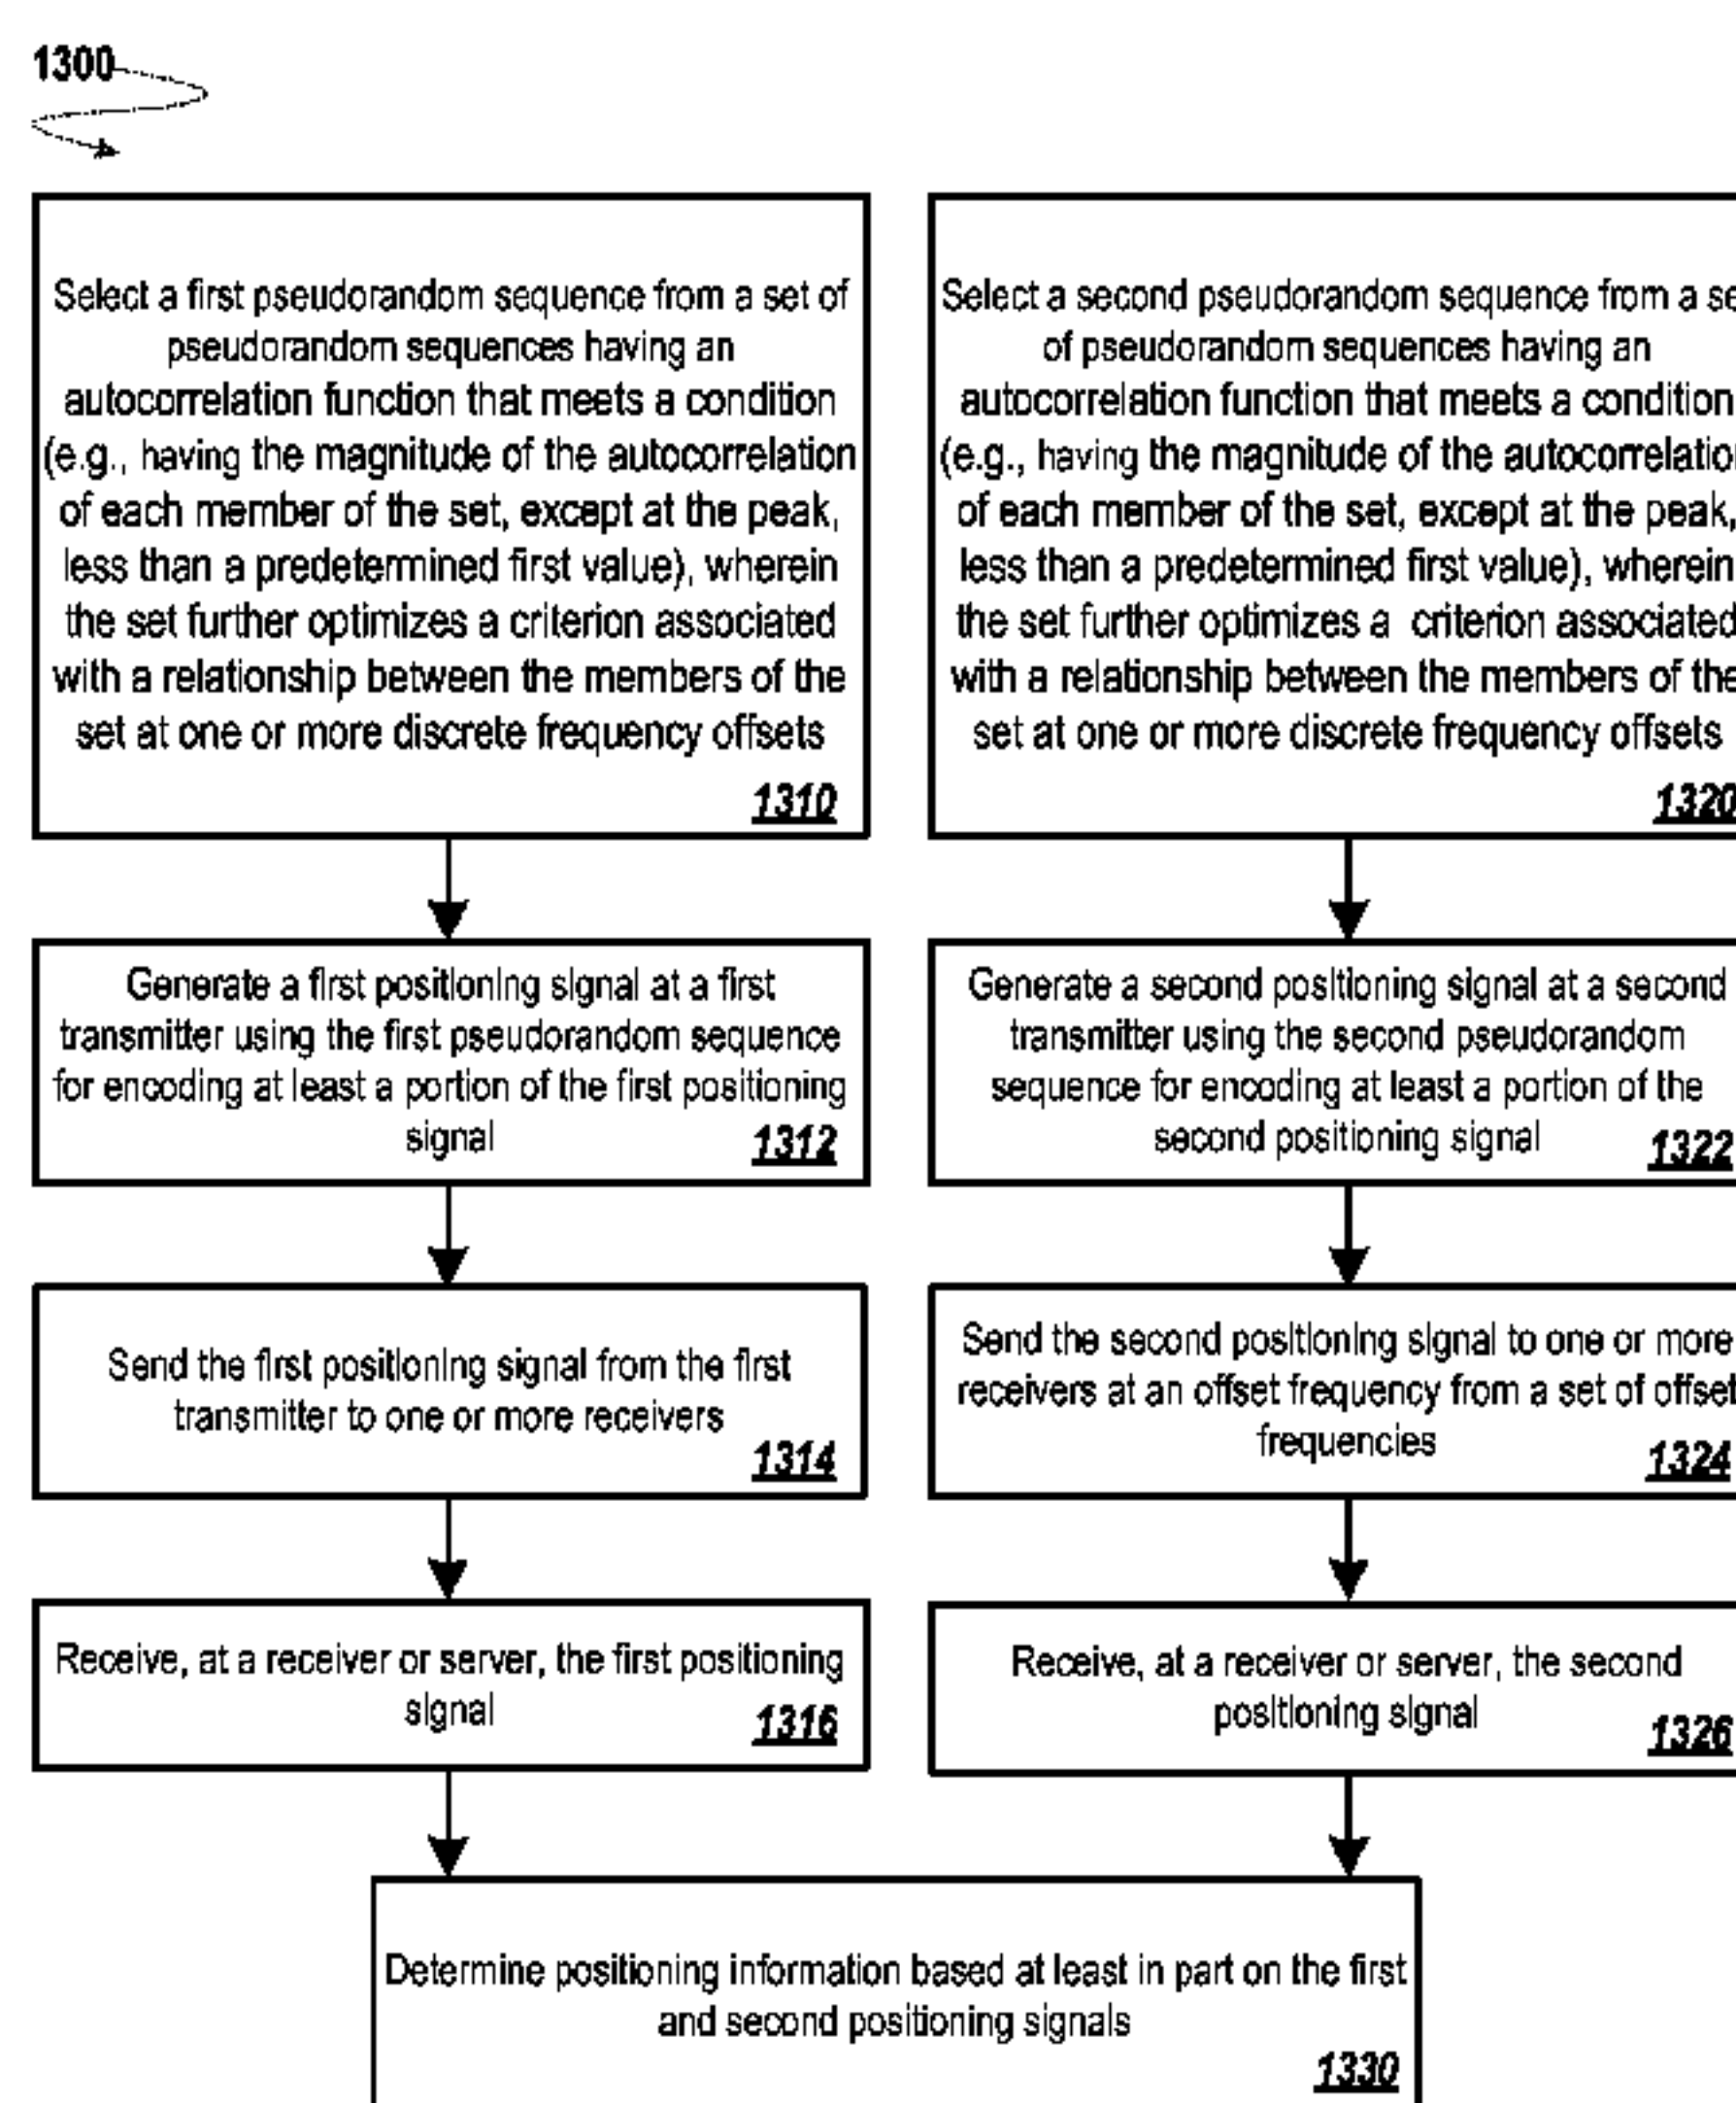 1300
Select a first pseudorandom sequence from a set of
pseudorandom sequences having an
autocorrelation function that meets a condition
(e.g., having the magnitude of the autocorrelation
of each member of the set, except at the peak,
less than a predetermined first value), wherein
the set further optimizes a criterion associated
with a relationship between the members of the
set at one or more discrete frequency offsets
1310
Select a second pseudorandom sequence from a se
of pseudorandom sequences having an
autocorrelation function that meets a condition
(e.g., having the magnitude of the autocorrelation
of each member of the set, except at the peak,
less than a predetermined first value), wherein
the set further optimizes a criterion associated
with a relationship between the members of the
set at one or more discrete frequency offsets
1320
Generate a first positioning signal at a first
transmitter using the first pseudorandom sequence
for encoding at least a portion of the first positioning
signal
1312
Generate a second positioning signal at a second
transmitter using the second pseudorandom
sequence for encoding at least a portion of the
second positioning signal
1322
Send the first positioning signal from the first
transmitter to one or more receivers
1314
Send the second positioning signal to one or more
receivers at an offset frequency from a set of offset
frequencies
1324
Receive, at a receiver or server, the first positioning
signal
1316
Receive, at a receiver or server, the second
positioning signal
1326
Determine positioning information based at least in part on the first
and second positioning signals
1330